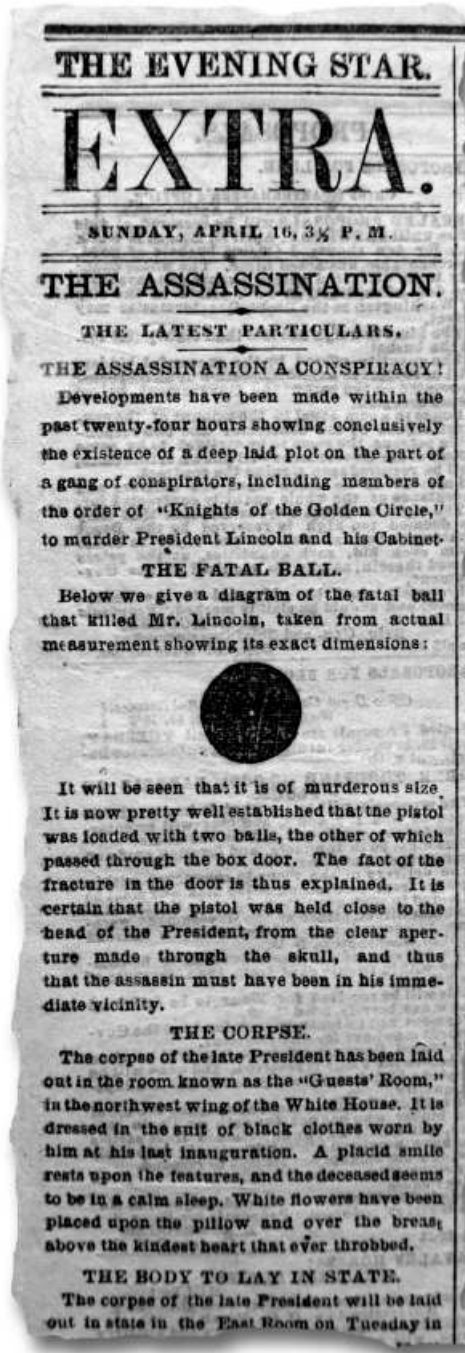 THE EVENING STAR.
EXTRA.
SUNDAY, APRIL 16, 3½ P. M.
THE ASSASSINATION.
THE LATEST PARTICULARS.
THE ASSASSINATION A CONSPIRACY!
Developments have been made within the
past twenty-four hours showing conclusively
the existence of a deep laid plot on the part of
a gang of conspirators, including members of
the order of "Knights of the Golden Circle,"
to murder President Lincoln and his Cabinet.
THE FATAL BALL.
Below we give a diagram of the fatal ball
that killed Mr. Lincoln, taken from actual
measurement showing its exact dimensions:
It will be seen that it is of murderous size.
It is now pretty well established that tne pistol
was loaded with two balls, the other of which
passed through the box door. The fact of the
fracture in the door is thus explained. It is
certain that the pistol was held close to the
head of the President, from the clear aper-
ture made through the skull, and thus
that the assassin must have been in his imme-
diate vicinity.
THE CORPSE.
The corpse of the late President has been laid
out in the room known as the "Guests' Room,"
in the northwest wing of the White House. It is
dressed in the suit of black clothes worn by
him at his last inauguration. A placid smile
rests upon the features, and the deceased seems
to be in a calm sleep. White flowers have been
placed upon the pillow and over the breast
above the kindest heart that ever throbbed.
THE BODY TO LAY IN STATE.
The corpse of the late President will be laid
out in state in the East Room on Tuesday in